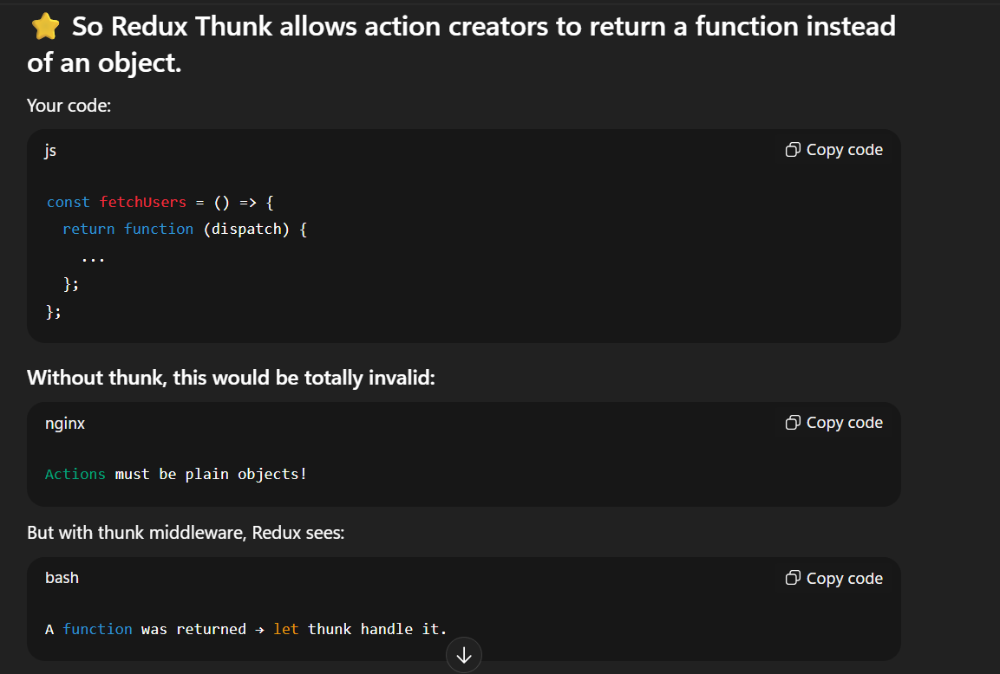 ⭐ So Redux Thunk allows action creators to return a function instead
of an object.
Your code:
js
Copy code
const fetchUsers = () => {
  return function (dispatch) {
    ...
  };
};
Without thunk, this would be totally invalid:
nginx
Copy code
Actions must be plain objects!
But with thunk middleware, Redux sees:
bash
Copy code
A function was returned → let thunk handle it.